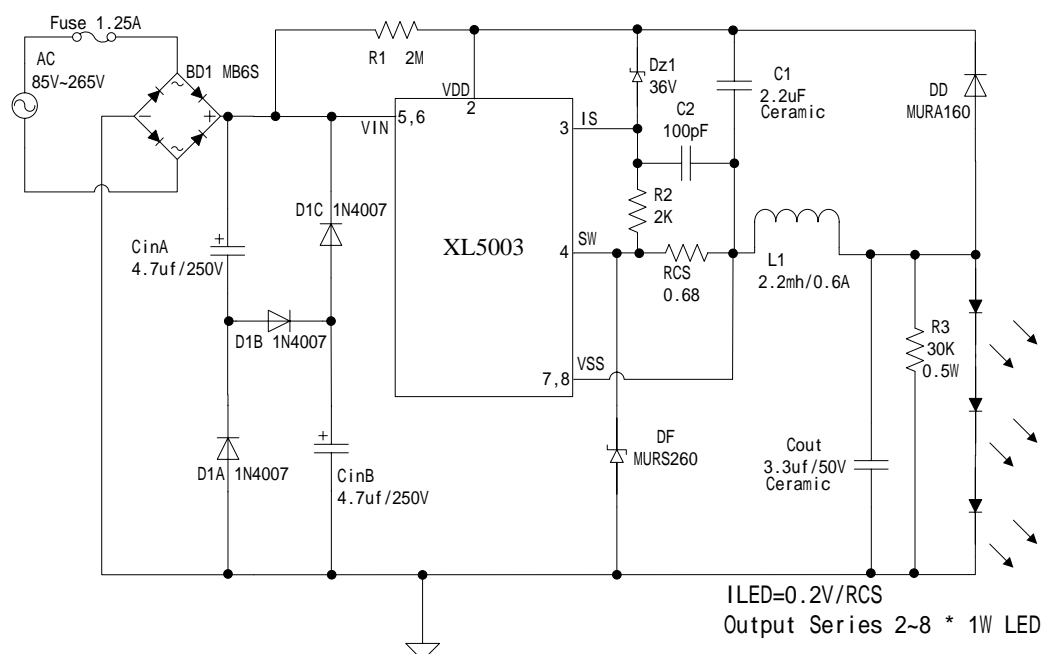 Fuse 1.25A
AC
85V~265V
BD1 MB6S
R1 2M
VDD
2
Dz1
36V
C1
2.2uF
Ceramic
DD
MURA160
VIN
5,6
3
IS
C2
100pF
D1C 1N4007
R2
2K
CinA
4.7uf/250V
XL5003
4
SW
RCS
0.68
L1
2.2mh/0.6A
D1B 1N4007
R3
30K
0.5W
7,8
VSS
D1A 1N4007
CinB
4.7uf/250V
DF
MURS260
Cout
3.3uf/50V
Ceramic
ILED=0.2V/RCS
Output Series 2~8 * 1W LED